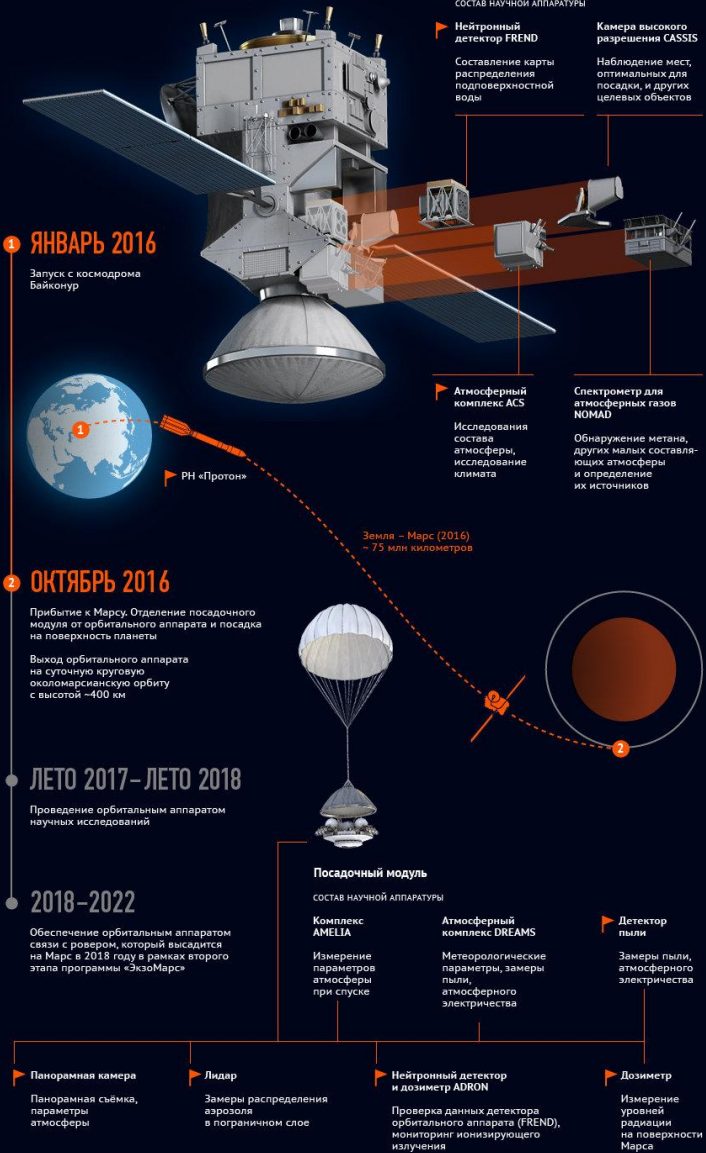 СОСТАВ НАУЧНОЙ АППАРАТУРЫ
Нейтронный
детектор FREND
Составление карты
распределения
подповерхностной
воды
Камера высокого
разрешения CASSIS
Наблюдение мест,
оптимальных для
посадки, и других
целевых объектов
1
ЯНВАРЬ 2016
Запуск с космодрома
Байконур
Атмосферный
комплекс ACS
Исследования
состава
атмосферы,
исследование
климата
Спектрометр для
атмосферных газов
NOMAD
Обнаружение метана,
других малых составля-
ющих атмосферы
и определение
их источников
1
РН «Протон»
Земля – Марс (2016)
~ 75 млн километров
2
ОКТЯБРЬ 2016
Прибытие к Марсу. Отделение посадочного
модуля от орбитального аппарата и посадка
на поверхность планеты
Выход орбитального аппарата
на суточную круговую
околомарсианскую орбиту
с высотой ~400 км
2
ЛЕТО 2017–ЛЕТО 2018
Проведение орбитальным аппаратом
научных исследований
2018–2022
Обеспечение орбитальным аппаратом
связи с ровером, который высадится
на Марс в 2018 году в рамках второго
этапа программы «ЭкзоМарс»
Посадочный модуль
СОСТАВ НАУЧНОЙ АППАРАТУРЫ
Комплекс
AMELIA
Измерение
параметров
атмосферы
при спуске
Атмосферный
комплекс DREAMS
Метеорологические
параметры, замеры
пыли,
атмосферного
электричества
Детектор
пыли
Замеры пыли,
атмосферного
электричества
Панорамная камера
Панорамная съёмка,
параметры
атмосферы
Лидар
Замеры распределения
аэрозоля
в пограничном слое
Нейтронный детектор
и дозиметр ADRON
Проверка данных детектора
орбитального аппарата (FREND),
мониторинг ионизирующего
излучения
Дозиметр
Измерение
уровней
радиации
на поверхности
Марса